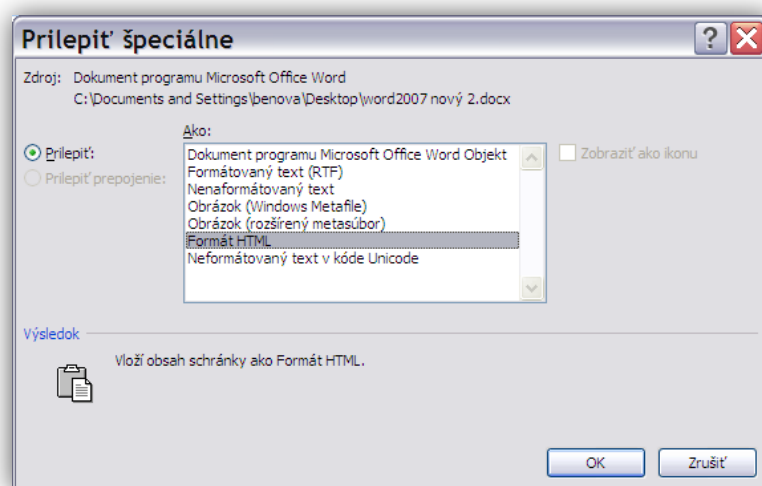 Prilepiť špeciálne
Zdroj: Dokument programu Microsoft Office Word
C:\Documents and Settings\benova\Desktop\word2007 nový 2.docx
Ako:
Prilepiť:
Prilepiť prepojenie:
Dokument programu Microsoft Office Word Objekt
Formátovaný text (RTF)
Nenaformátovaný text
Obrázok (Windows Metafile)
Obrázok (rozšírený metasúbor)
Formát HTML
Neformátovaný text v kóde Unicode
Zobraziť ako ikonu
Výsledok
Vloží obsah schránky ako Formát HTML.
OK Zrušiť